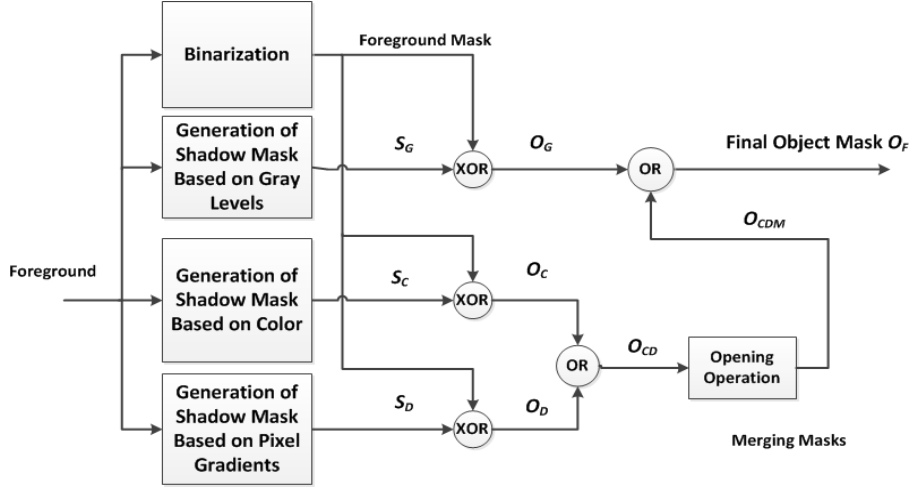 Binarization
Foreground Mask
Generation of
Shadow Mask
Based on Gray
Levels
S_G
XOR
O_G
OR
Final Object Mask O_F
O_CDM
Foreground
Generation of
Shadow Mask
Based on Color
S_C
XOR
O_C
OR
O_CD
Opening
Operation
Generation of
Shadow Mask
Based on Pixel
Gradients
S_D
XOR
O_D
Merging Masks